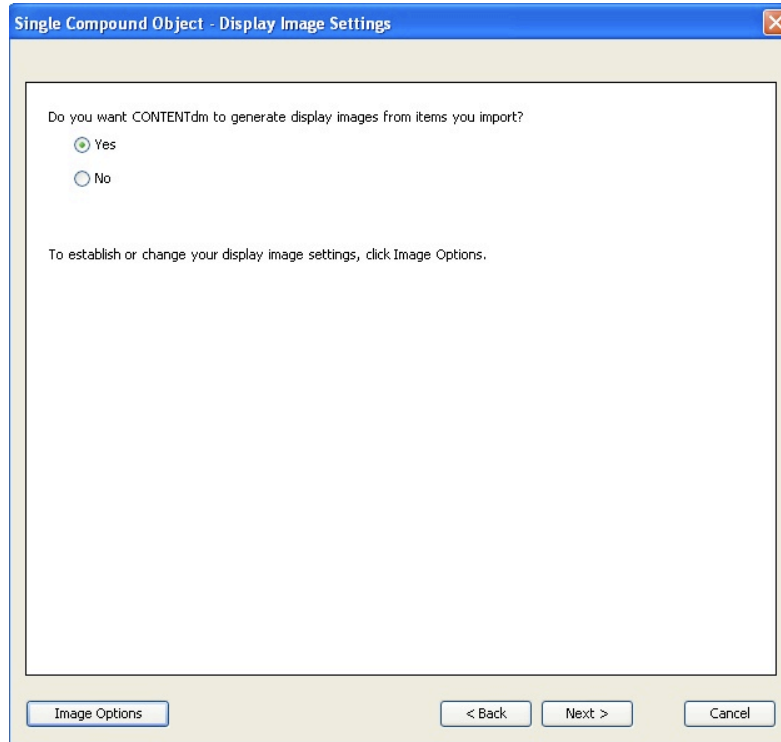 Single Compound Object - Display Image Settings
Do you want CONTENTdm to generate display images from items you import?
Yes
No
To establish or change your display image settings, click Image Options.
Image Options
< Back
Next >
Cancel